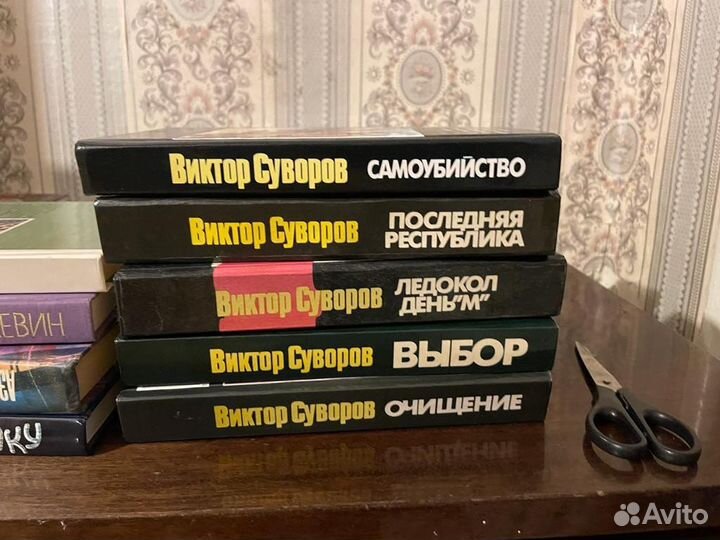 Виктор Суворов САМОУБИЙСТВО
Виктор Суворов ПОСЛЕДНЯЯ
РЕСПУБЛИКА
Виктор Суворов ЛЕДОКОЛ
ДЕНЬ"М"
Виктор Суворов ВЫБОР
Виктор Суворов ОЧИЩЕНИЕ
ЕВИН
Avito